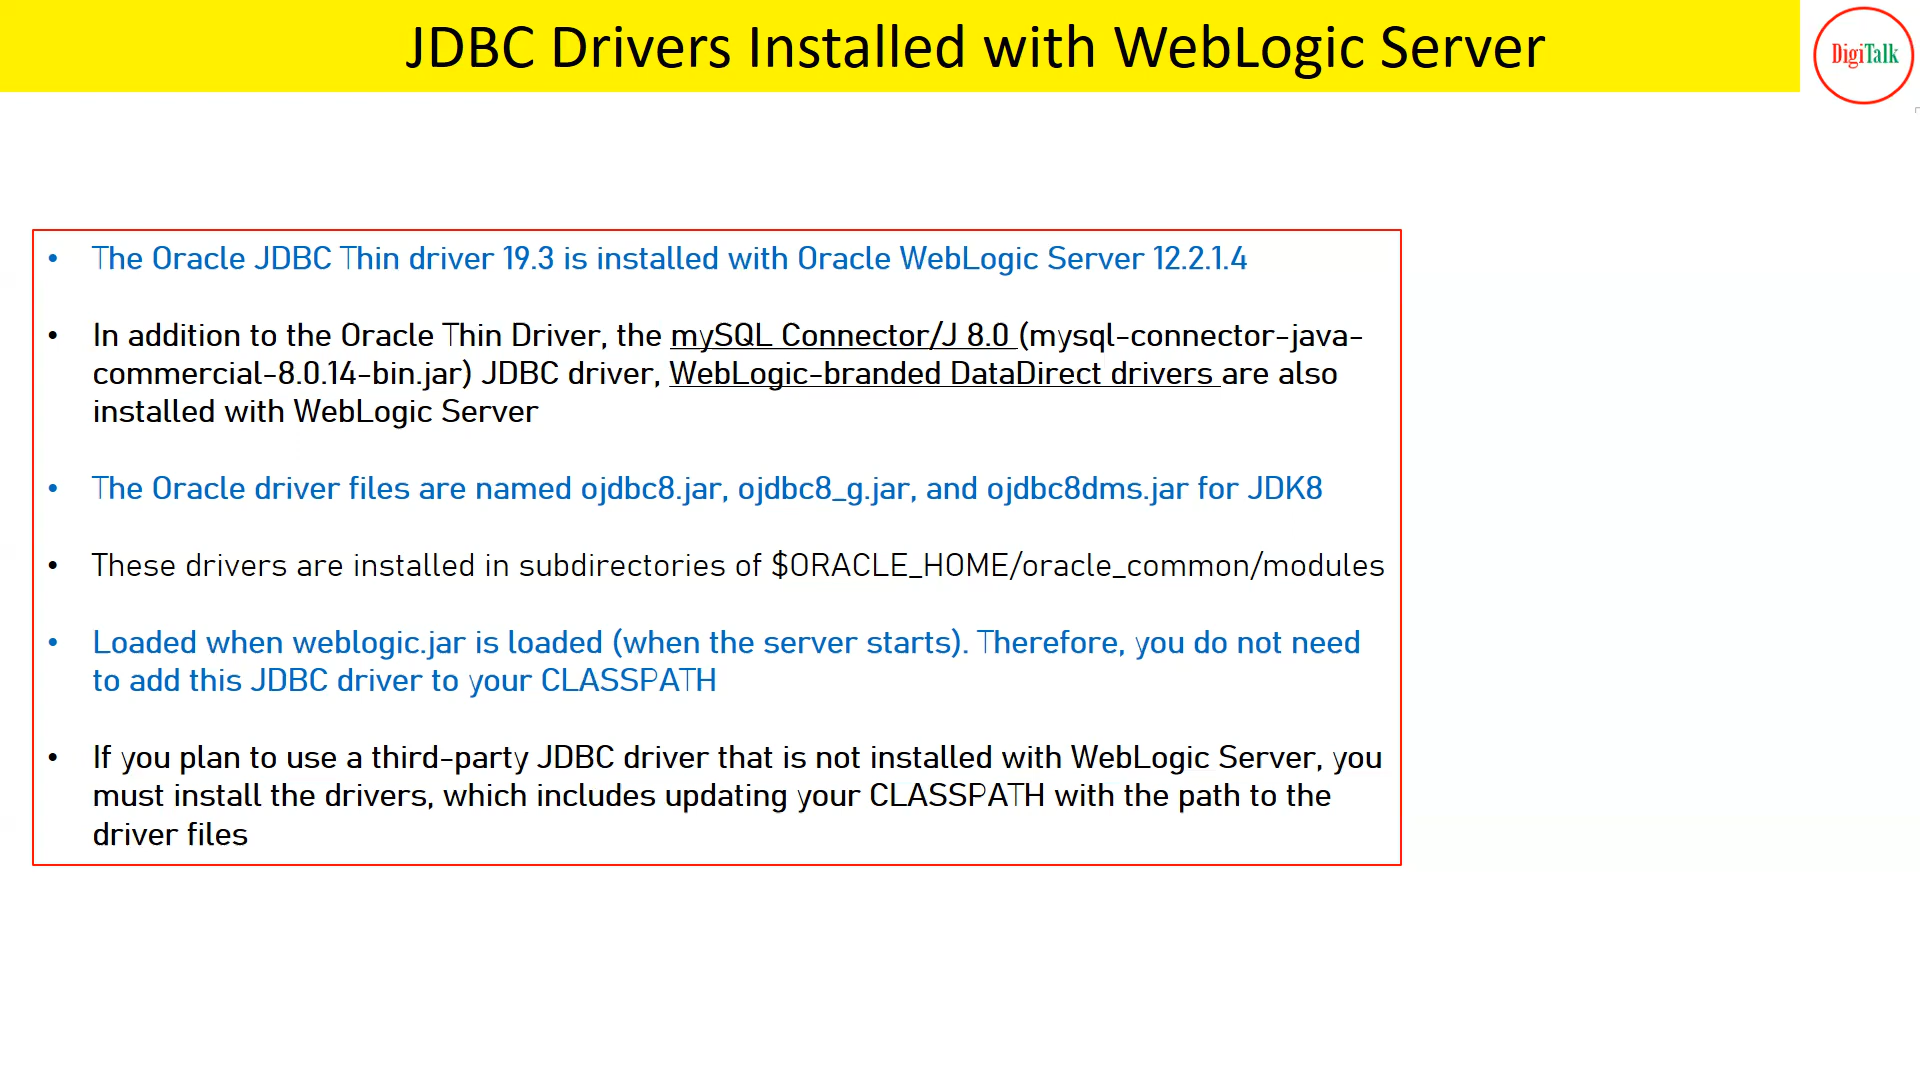 JDBC Drivers Installed with WebLogic Server
DigiTalk
• The Oracle JDBC Thin driver 19.3 is installed with Oracle WebLogic Server 12.2.1.4
• In addition to the Oracle Thin Driver, the mySQL Connector/J 8.0 (mysql-connector-java-
commercial-8.0.14-bin.jar) JDBC driver, WebLogic-branded DataDirect drivers are also
installed with WebLogic Server
• The Oracle driver files are named ojdbc8.jar, ojdbc8_g.jar, and ojdbc8dms.jar for JDK8
• These drivers are installed in subdirectories of $ORACLE_HOME/oracle_common/modules
• Loaded when weblogic.jar is loaded (when the server starts). Therefore, you do not need
to add this JDBC driver to your CLASSPATH
• If you plan to use a third-party JDBC driver that is not installed with WebLogic Server, you
must install the drivers, which includes updating your CLASSPATH with the path to the
driver files